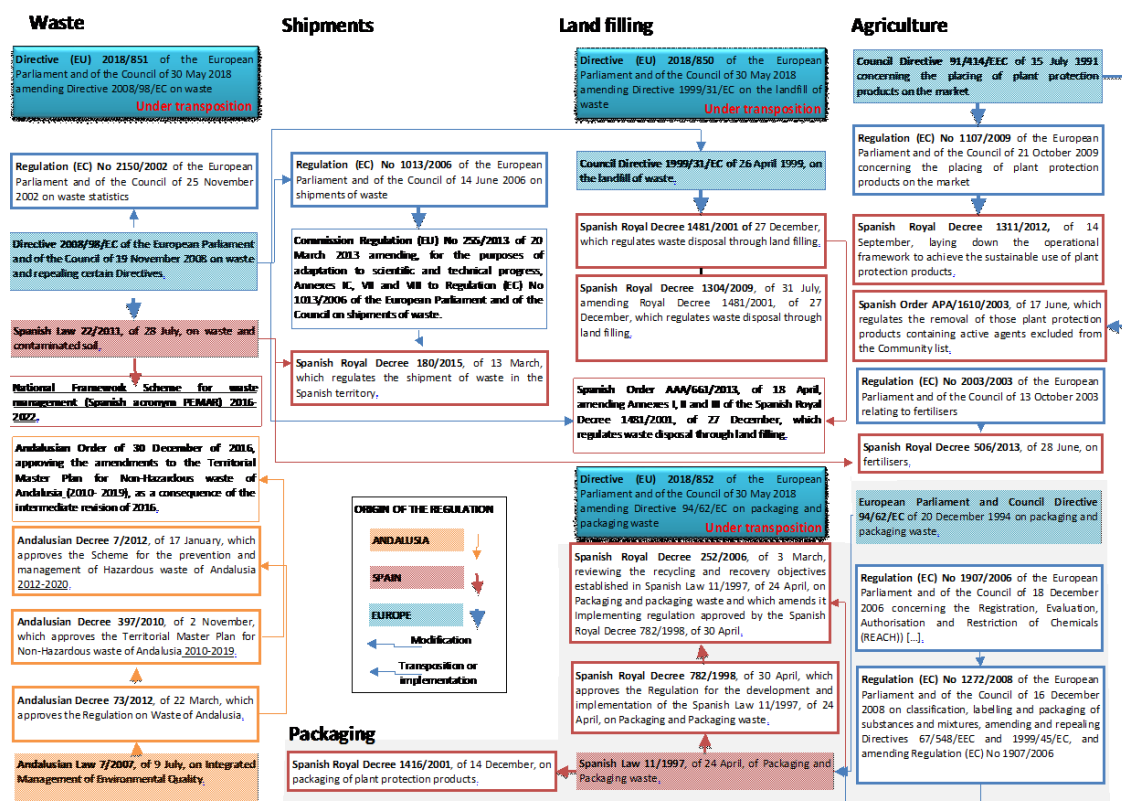 Waste
Directive (EU) 2018/851 of the European
Parliament and of the Council of 30 May 2018
amending Directive 2008/98/EC on waste
Under transposition
Regulation (EC) No 2150/2002 of the European
Parliament and of the Council of 25 November
2002 on waste statistics
Directive 2008/98/EC of the European Parliament
and of the Council of 19 November 2008 on waste
and repealing certain Directives.
Spanish Law 22/2011, of 28 July, on waste and
contaminated soil.
National Framework Scheme for waste
management (Spanish acronym PEMAR) 2016-
2022.
Andalusian Order of 30 December of 2016,
approving the amendments to the Territorial
Master Plan for Non-Hazardous waste of
Andalusia (2010- 2019), as a consequence of the
intermediate revision of 2016.
Andalusian Decree 7/2012, of 17 January, which
approves the Scheme for the prevention and
management of Hazardous waste of Andalusia
2012-2020.
Andalusian Decree 397/2010, of 2 November,
which approves the Territorial Master Plan for
Non-Hazardous waste of Andalusia 2010-2019.
Andalusian Decree 73/2012, of 22 March, which
approves the Regulation on Waste of Andalusia.
Andalusian Law 7/2007, of 9 July, on Integrated
Management of Environmental Quality.
Shipments
Regulation (EC) No 1013/2006 of the European
Parliament and of the Council of 14 June 2006 on
shipments of waste
Commission Regulation (EU) No 255/2013 of 20
March 2013 amending, for the purposes of
adaptation to scientific and technical progress,
Annexes IC, VII and VIII to Regulation (EC) No
1013/2006 of the European Parliament and of the
Council on shipments of waste.
Spanish Royal Decree 180/2015, of 13 March,
which regulates the shipment of waste in the
Spanish territory.
ORIGIN OF THE REGULATION
ANDALUSIA
SPAIN
EUROPE
Modification
Transposition or
implementation
Packaging
Spanish Royal Decree 1416/2001, of 14 December, on
packaging of plant protection products.
Land filling
Directive (EU) 2018/850 of the European
Parliament and of the Council of 30 May 2018
amending Directive 1999/31/EC on the landfill of
waste
Under transposition
Council Directive 1999/31/EC of 26 April 1999, on
the landfill of waste.
Spanish Royal Decree 1481/2001 of 27 December,
which regulates waste disposal through land filling.
Spanish Royal Decree 1304/2009, of 31 July,
amending Royal Decree 1481/2001, of 27
December, which regulates waste disposal through
land filling.
Spanish Order AAA/661/2013, of 18 April,
amending Annexes I, II and III of the Spanish Royal
Decree 1481/2001, of 27 December, which
regulates waste disposal through land filling.
Directive (EU) 2018/852 of the European
Parliament and of the Council of 30 May 2018
amending Directive 94/62/EC on packaging and
packaging waste
Under transposition
Spanish Royal Decree 252/2006, of 3 March,
reviewing the recycling and recovery objectives
established in Spanish Law 11/1997, of 24 April, on
Packaging and packaging waste and which amends it
Implementing regulation approved by the Spanish
Royal Decree 782/1998, of 30 April.
Spanish Royal Decree 782/1998, of 30 April, which
approves the Regulation for the development and
implementation of the Spanish Law 11/1997, of 24
April, on Packaging and Packaging waste.
Spanish Law 11/1997, of 24 April, of Packaging and
Packaging waste.
Agriculture
Council Directive 91/414/EEC of 15 July 1991
concerning the placing of plant protection
products on the market
Regulation (EC) No 1107/2009 of the European
Parliament and of the Council of 21 October 2009
concerning the placing of plant protection
products on the market
Spanish Royal Decree 1311/2012, of 14
September, laying down the operational
framework to achieve the sustainable use of plant
protection products.
Spanish Order APA/1610/2003, of 17 June, which
regulates the removal of those plant protection
products containing active agents excluded from
the Community list.
Regulation (EC) No 2003/2003 of the European
Parliament and of the Council of 13 October 2003
relating to fertilisers
Spanish Royal Decree 506/2013, of 28 June, on
fertilisers.
European Parliament and Council Directive
94/62/EC of 20 December 1994 on packaging and
packaging waste.
Regulation (EC) No 1907/2006 of the European
Parliament and of the Council of 18 December
2006 concerning the Registration, Evaluation,
Authorisation and Restriction of Chemicals
(REACH)) [...].
Regulation (EC) No 1272/2008 of the European
Parliament and of the Council of 16 December
2008 on classification, labelling and packaging of
substances and mixtures, amending and repealing
Directives 67/548/EEC and 1999/45/EC, and
amending Regulation (EC) No 1907/2006